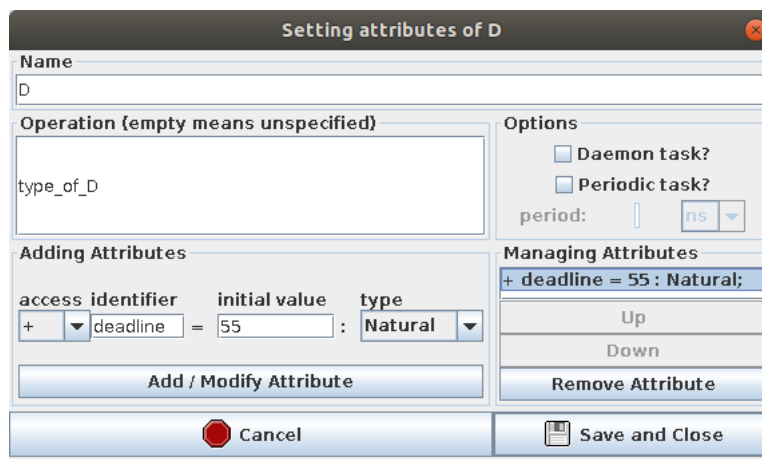 Setting attributes of D
Name
D
Operation (empty means unspecified)
type_of_D
Options
Daemon task?
Periodic task?
period: ns
Adding Attributes
access identifier initial value type
+ deadline = 55 : Natural
Add / Modify Attribute
Managing Attributes
+ deadline = 55 : Natural;
Up
Down
Remove Attribute
Cancel
Save and Close